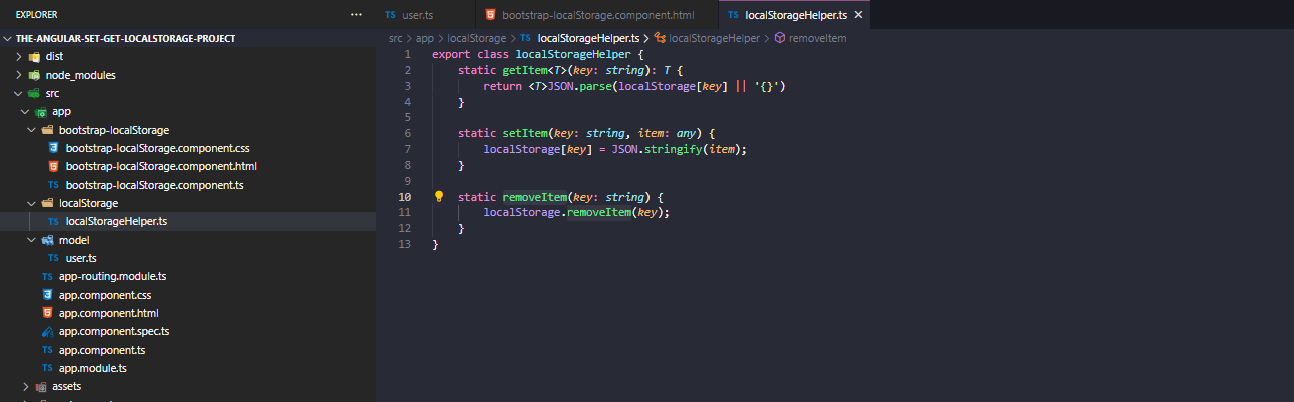 EXPLORER
...
THE-ANGULAR-SET-GET-LOCALSTORAGE-PROJECT
dist
node_modules
src
app
bootstrap-localStorage
bootstrap-localStorage.component.css
bootstrap-localStorage.component.html
TS bootstrap-localStorage.component.ts
localStorage
TS localStorageHelper.ts
model
TS user.ts
TS app-routing.module.ts
app.component.css
app.component.html
app.component.spec.ts
TS app.component.ts
TS app.module.ts
assets
TS user.ts bootstrap-localStorage.component.html TS localStorageHelper.ts
src > app > localStorage > TS localStorageHelper.ts > localStorageHelper > removeItem
1 export class localStorageHelper {
2 static getItem<T>(key: string): T {
3 return <T>JSON.parse(localStorage[key] || '{}')
4 }
5
6 static setItem(key: string, item: any) {
7 localStorage[key] = JSON.stringify(item);
8 }
9
10 static removeItem(key: string) {
11 localStorage.removeItem(key);
12 }
13 }